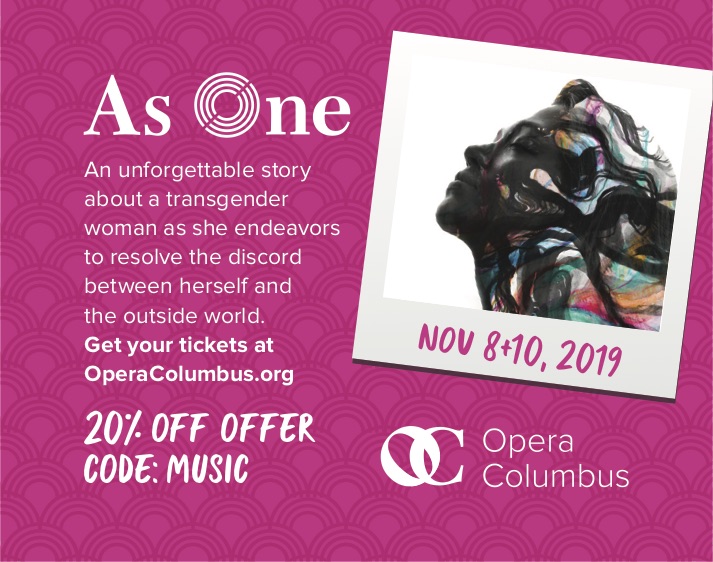 As One
An unforgettable story
about a transgender
woman as she endeavors
to resolve the discord
between herself and
the outside world.
Get your tickets at
OperaColumbus.org
20% OFF OFFER
CODE: MUSIC
NOV 8+10, 2019
OC
Opera
Columbus